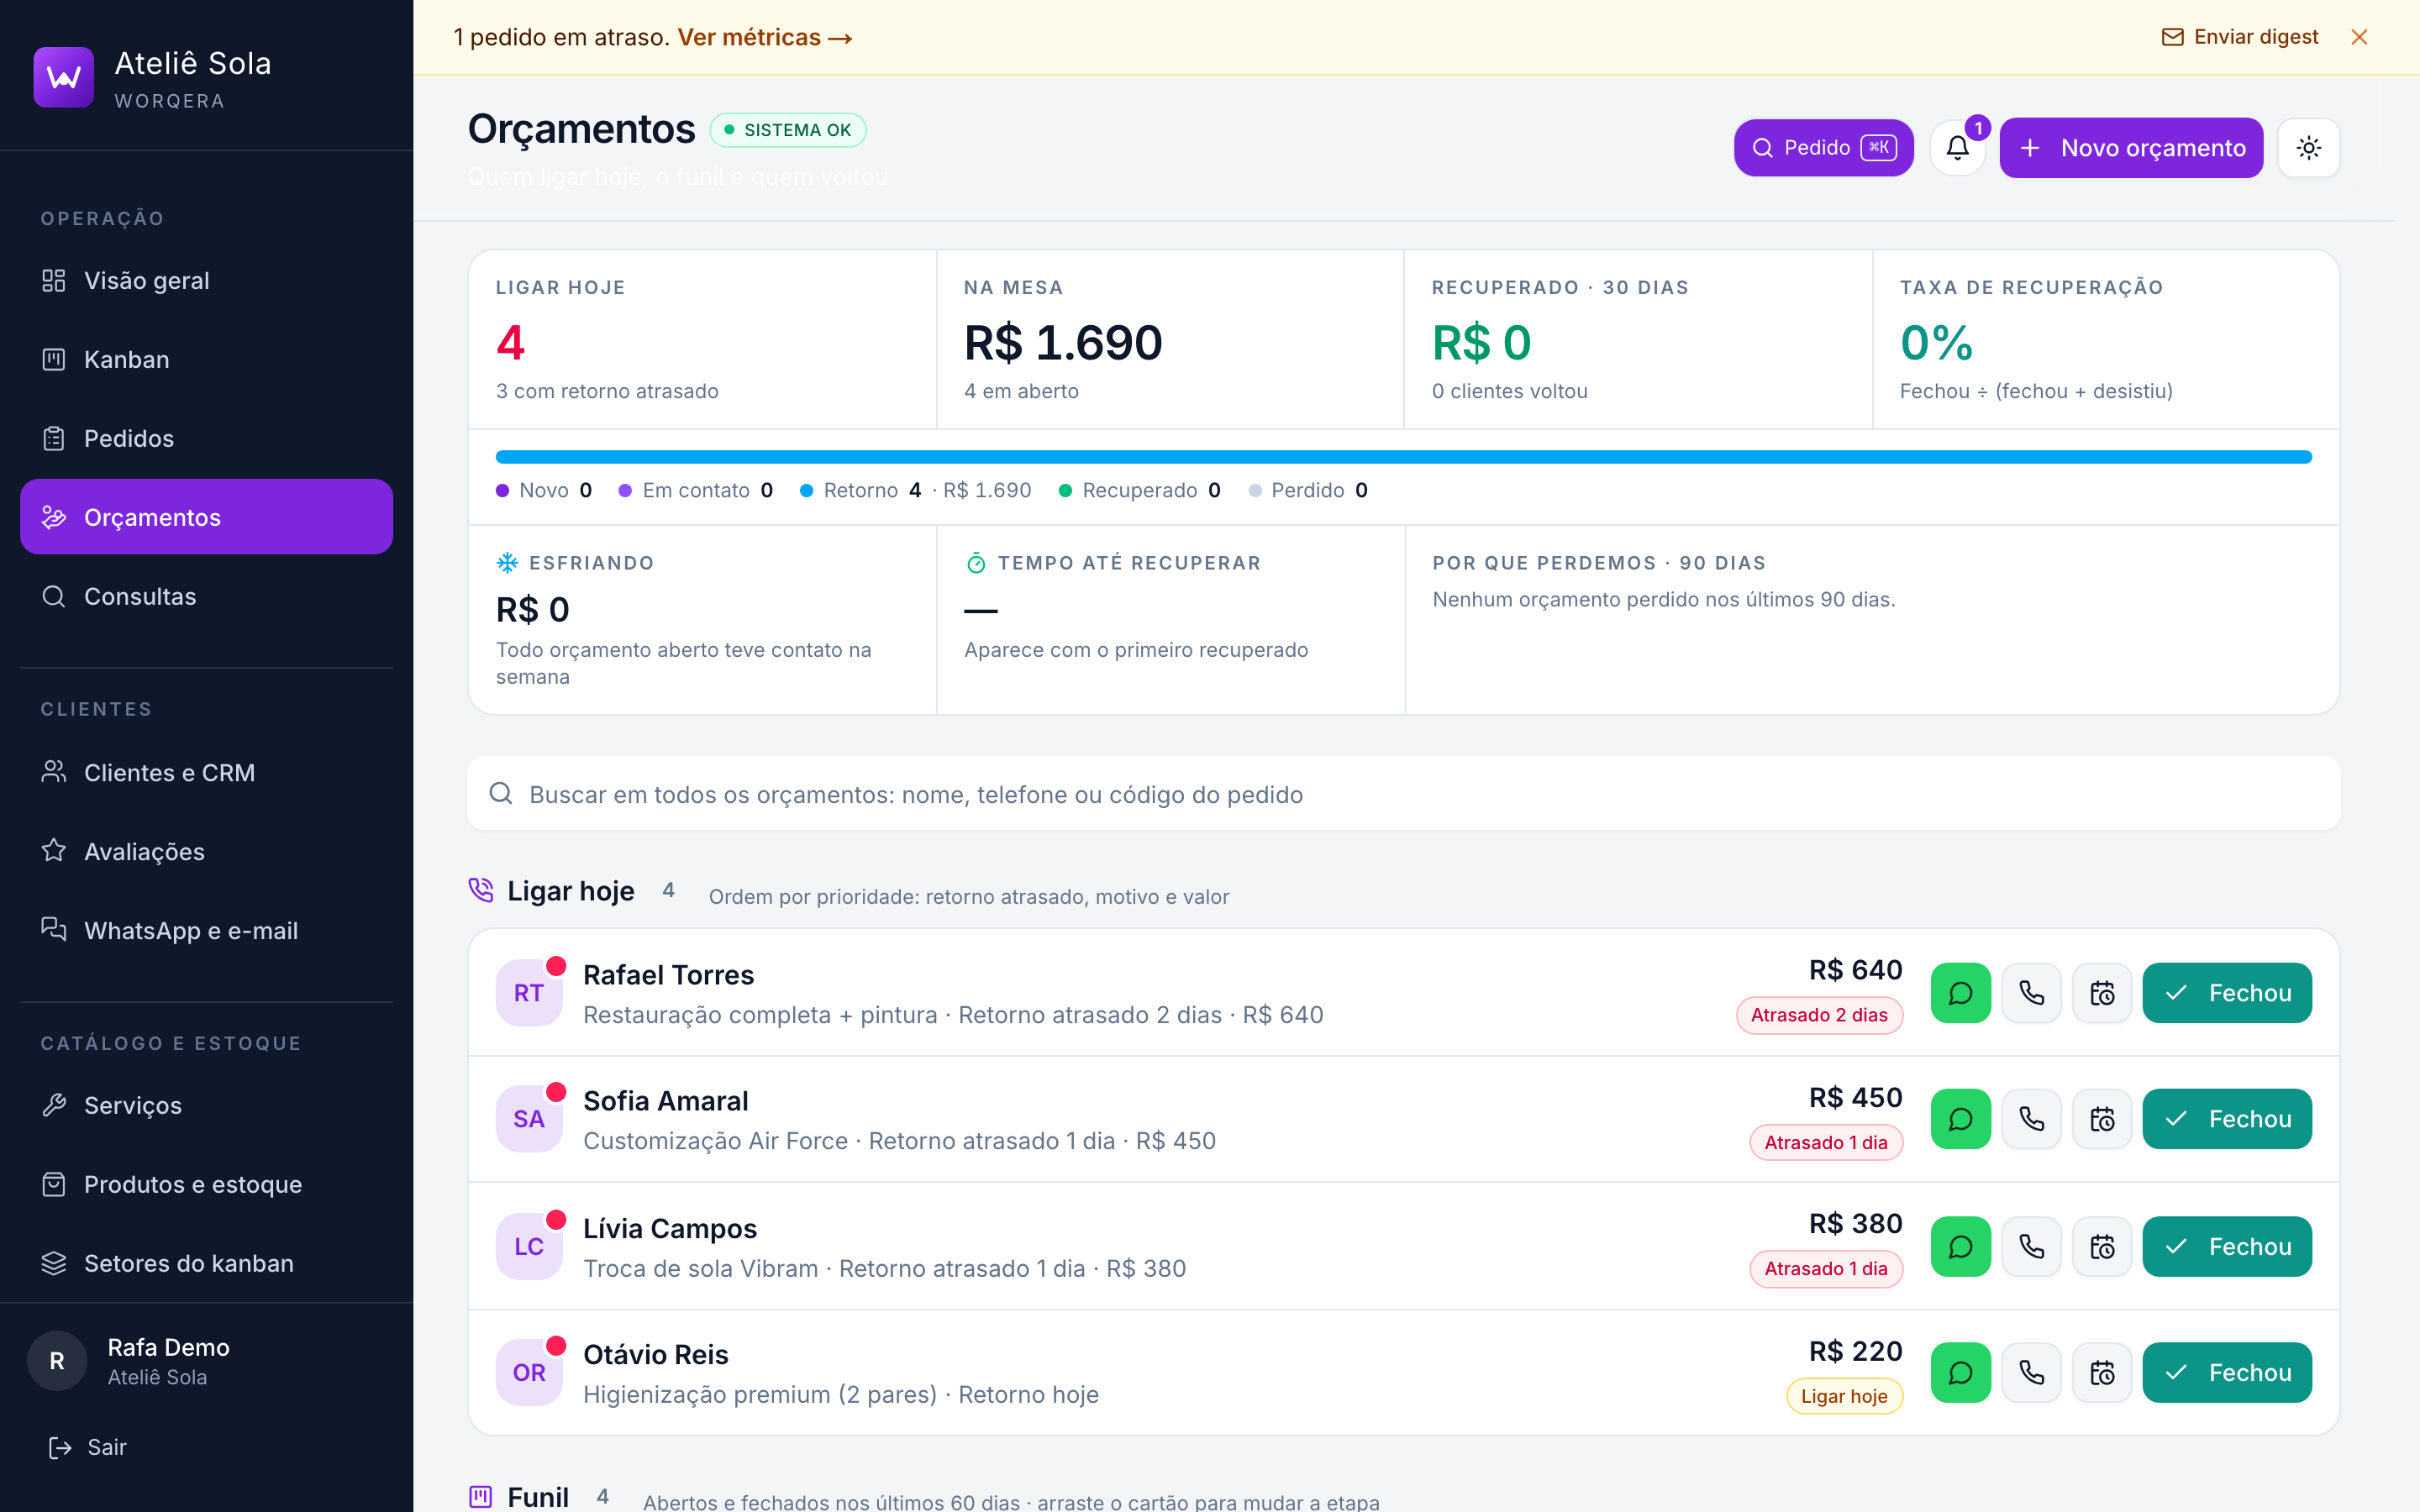 Ateliê Sola
WORQERA
OPERAÇÃO
Visão geral
Kanban
Pedidos
Orçamentos
Consultas
CLIENTES
Clientes e CRM
Avaliações
WhatsApp e e-mail
CATÁLOGO E ESTOQUE
Serviços
Produtos e estoque
Setores do kanban
R
Rafa Demo
Ateliê Sola
Sair
1 pedido em atraso. Ver métricas →
Enviar digest
Orçamentos
SISTEMA OK
Quem ligar hoje, o funil e quem voltou
Pedido ⌘K
1
Novo orçamento
LIGAR HOJE
4
3 com retorno atrasado
NA MESA
R$ 1.690
4 em aberto
RECUPERADO · 30 DIAS
R$ 0
0 clientes voltou
TAXA DE RECUPERAÇÃO
0%
Fechou ÷ (fechou + desistiu)
Novo 0 Em contato 0 Retorno 4 · R$ 1.690 Recuperado 0 Perdido 0
ESFRIANDO
R$ 0
Todo orçamento aberto teve contato na
semana
TEMPO ATÉ RECUPERAR
—
Aparece com o primeiro recuperado
POR QUE PERDEMOS · 90 DIAS
Nenhum orçamento perdido nos últimos 90 dias.
Buscar em todos os orçamentos: nome, telefone ou código do pedido
Ligar hoje 4 Ordem por prioridade: retorno atrasado, motivo e valor
RT
Rafael Torres
Restauração completa + pintura · Retorno atrasado 2 dias · R$ 640
R$ 640
Atrasado 2 dias
Fechou
SA
Sofia Amaral
Customização Air Force · Retorno atrasado 1 dia · R$ 450
R$ 450
Atrasado 1 dia
Fechou
LC
Lívia Campos
Troca de sola Vibram · Retorno atrasado 1 dia · R$ 380
R$ 380
Atrasado 1 dia
Fechou
OR
Otávio Reis
Higienização premium (2 pares) · Retorno hoje
R$ 220
Ligar hoje
Fechou
Funil 4 Abertos e fechados nos últimos 60 dias · arraste o cartão para mudar a etapa